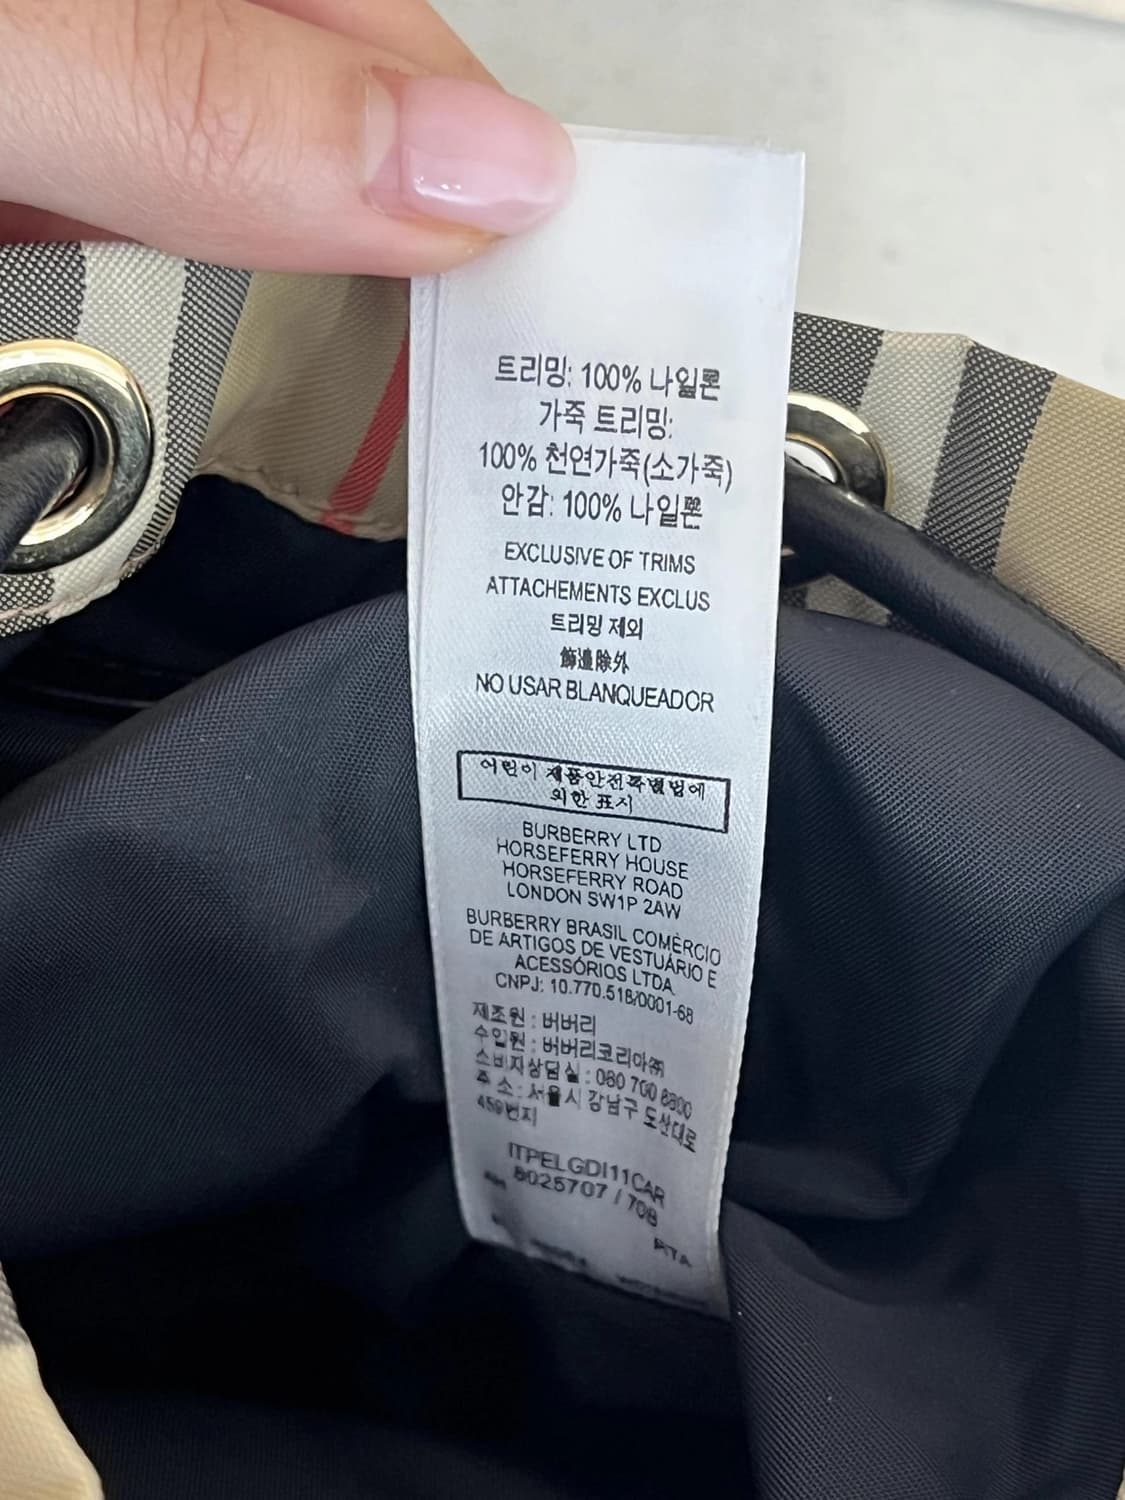 트리밍: 100% 나일론
가죽 트리밍:
100% 천연가죽(소가죽)
안감: 100% 나일론
EXCLUSIVE OF TRIMS
ATTACHEMENTS EXCLUS
트리밍 제외
飾邊除外
NO USAR BLANQUEADOR
어린이 제품안전특별법에
의한 표지
BURBERRY LTD
HORSEFERRY HOUSE
HORSEFERRY ROAD
LONDON SW1P 2AW
BURBERRY BRASIL COMÉRCIO
DE ARTIGOS DE VESTUÁRIO E
ACESSÓRIOS LTDA
CNPJ: 10.770.518/0001-68
제조원 : 버버리
수입원 : 버버리코리아㈜
소비자상담실 : 080 700 8800
주 소 : 서울시 강남구 도산대로
459번지
ITPELGDI11CAR
8025707 / 708